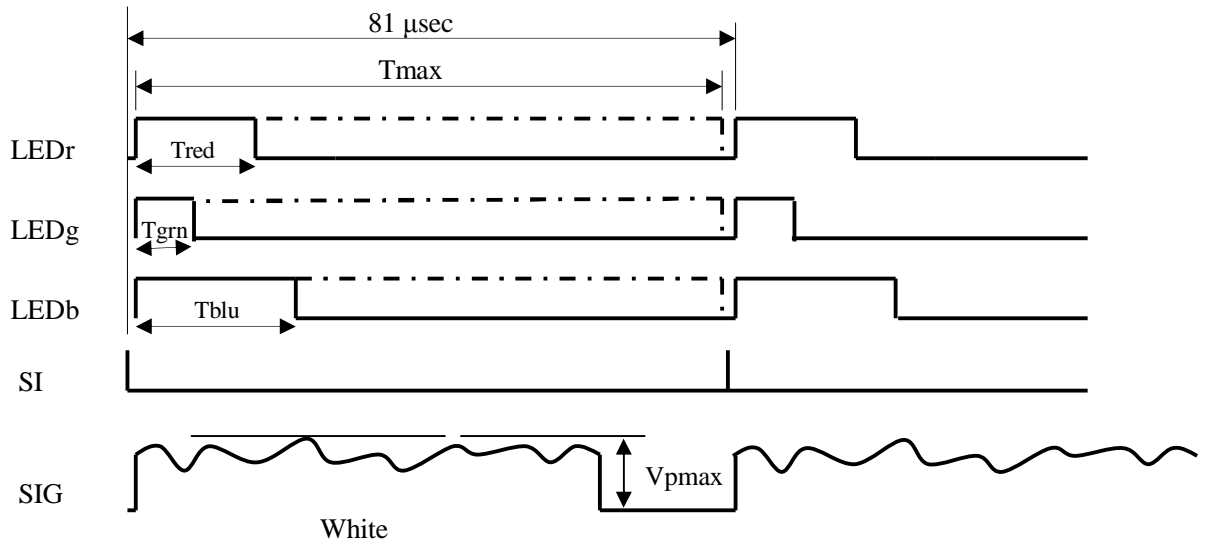 81 μsec
Tmax
LEDr
Tred
LEDg
Tgrn
LEDb
Tblu
SI
SIG
Vpmax
White